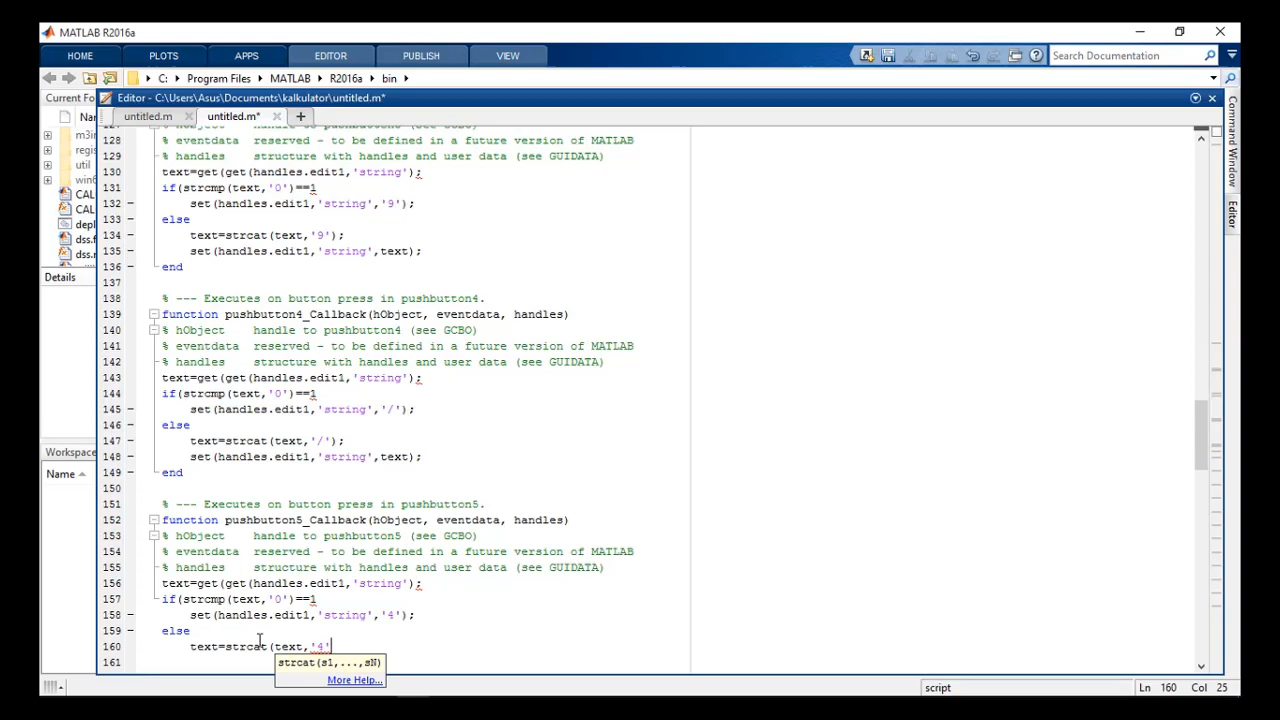 MATLAB R2016a
HOME PLOTS APPS EDITOR PUBLISH VIEW Search Documentation
C: Program Files MATLAB R2016a bin
Current Fo
Editor - C:\Users\Asus\Documents\kalkulator\untitled.m*
untitled.m untitled.m*
m3in
regis
util
CAL
CAL
dss.r
Details
Workspace
Name
128 % eventdata reserved - to be defined in a future version of MATLAB
129 % handles structure with handles and user data (see GUIDATA)
130 text=get(get(handles.edit1,'string');
131 if(strcmp(text,'0')==1
132 set(handles.edit1,'string','9');
133 else
134 text=strcat(text,'9');
135 set(handles.edit1,'string',text);
136 end
137
138 % --- Executes on button press in pushbutton4.
139 function pushbutton4_Callback(hObject, eventdata, handles)
140 % hObject handle to pushbutton4 (see GCBO)
141 % eventdata reserved - to be defined in a future version of MATLAB
142 % handles structure with handles and user data (see GUIDATA)
143 text=get(get(handles.edit1,'string');
144 if(strcmp(text,'0')==1
145 set(handles.edit1,'string','/');
146 else
147 text=strcat(text,'/');
148 set(handles.edit1,'string',text);
149 end
150
151 % --- Executes on button press in pushbutton5.
152 function pushbutton5_Callback(hObject, eventdata, handles)
153 % hObject handle to pushbutton5 (see GCBO)
154 % eventdata reserved - to be defined in a future version of MATLAB
155 % handles structure with handles and user data (see GUIDATA)
156 text=get(get(handles.edit1,'string');
157 if(strcmp(text,'0')==1
158 set(handles.edit1,'string','4');
159 else
160 text=strcat(text,'4'
161
strcat(s1,...,sN)
More Help...
Command Window
Editor
script Ln 160 Col 25